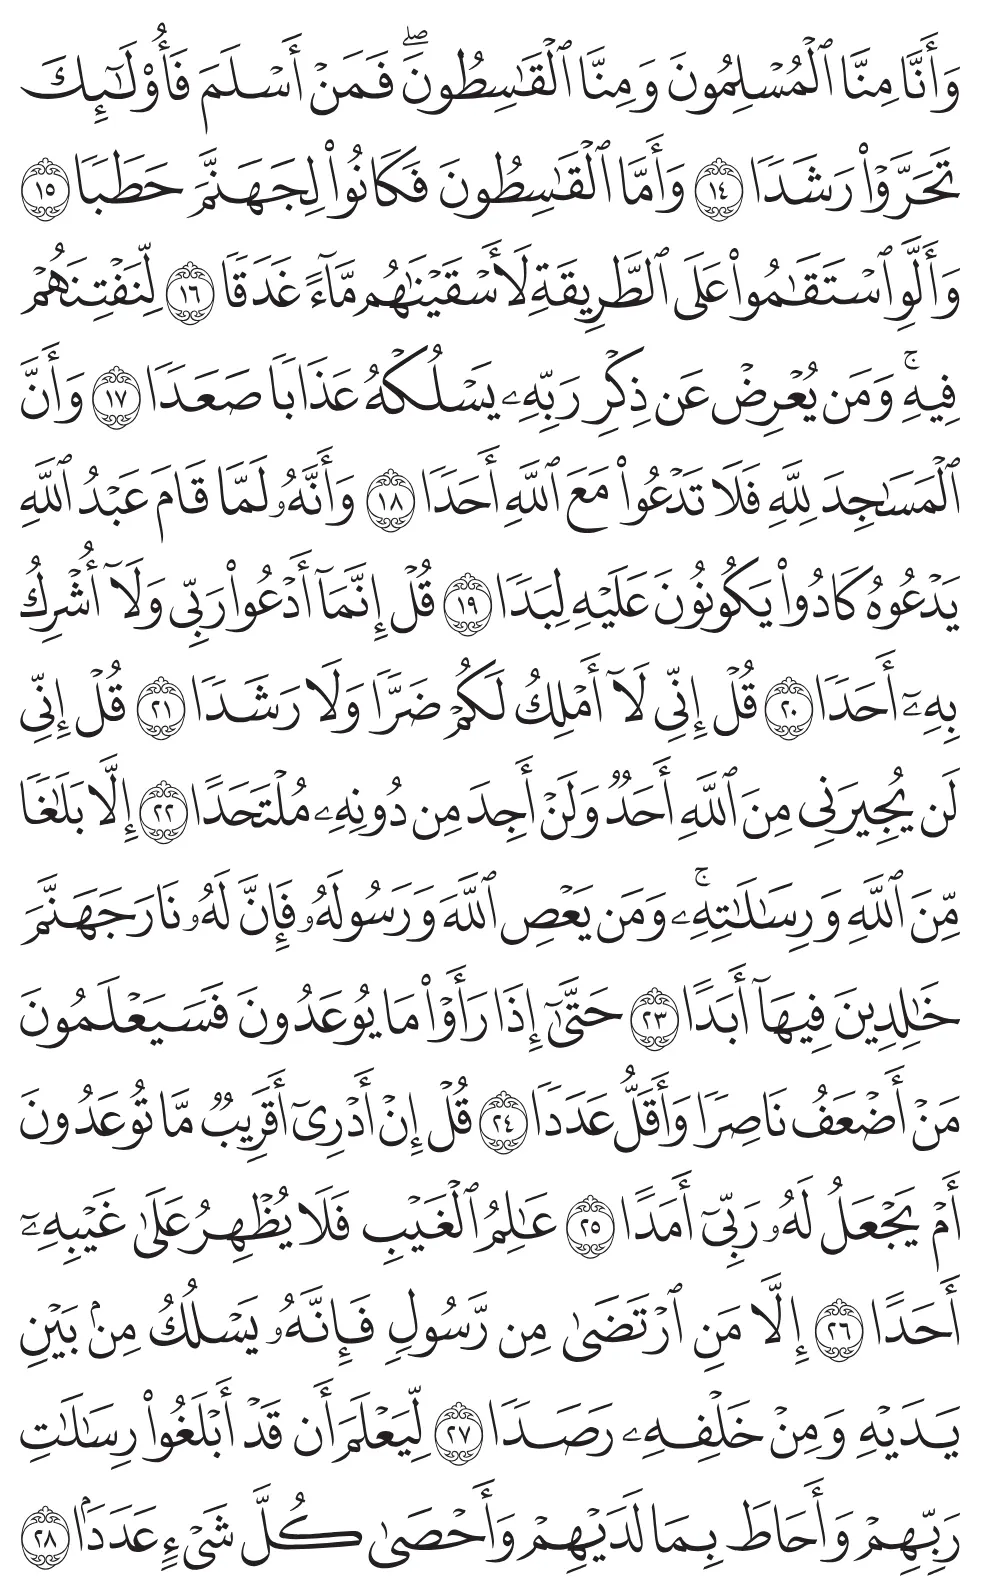 وَأَنَّا مِنَّا ٱلْمُسْلِمُونَ وَمِنَّا ٱلْقَٰسِطُونَۖ فَمَنْ أَسْلَمَ فَأُو۟لَٰٓئِكَ
تَحَرَّوْا۟ رَشَدًا ١٤ وَأَمَّا ٱلْقَٰسِطُونَ فَكَانُوا۟ لِجَهَنَّمَ حَطَبًا ١٥
وَأَلَّوِ ٱسْتَقَٰمُوا۟ عَلَى ٱلطَّرِيقَةِ لَأَسْقَيْنَٰهُم مَّآءً غَدَقًا ١٦ لِّنَفْتِنَهُمْ
فِيهِۚ وَمَن يُعْرِضْ عَن ذِكْرِ رَبِّهِۦ يَسْلُكْهُ عَذَابًا صَعَدًا ١٧ وَأَنَّ
ٱلْمَسَٰجِدَ لِلَّهِ فَلَا تَدْعُوا۟ مَعَ ٱللَّهِ أَحَدًا ١٨ وَأَنَّهُۥ لَمَّا قَامَ عَبْدُ ٱللَّهِ
يَدْعُوهُ كَادُوا۟ يَكُونُونَ عَلَيْهِ لِبَدًا ١٩ قُلْ إِنَّمَآ أَدْعُوا۟ رَبِّى وَلَآ أُشْرِكُ
بِهِۦٓ أَحَدًا ٢٠ قُلْ إِنِّى لَآ أَمْلِكُ لَكُمْ ضَرًّا وَلَا رَشَدًا ٢١ قُلْ إِنِّى
لَن يُجِيرَنِى مِنَ ٱللَّهِ أَحَدٌ وَلَنْ أَجِدَ مِن دُونِهِۦ مُلْتَحَدًا ٢٢ إِلَّا بَلَٰغًا
مِّنَ ٱللَّهِ وَرِسَٰلَٰتِهِۦۚ وَمَن يَعْصِ ٱللَّهَ وَرَسُولَهُۥ فَإِنَّ لَهُۥ نَارَ جَهَنَّمَ
خَٰلِدِينَ فِيهَآ أَبَدًا ٢٣ حَتَّىٰٓ إِذَا رَأَوْا۟ مَا يُوعَدُونَ فَسَيَعْلَمُونَ
مَنْ أَضْعَفُ نَاصِرًا وَأَقَلُّ عَدَدًا ٢٤ قُلْ إِنْ أَدْرِىٓ أَقَرِيبٌ مَّا تُوعَدُونَ
أَمْ يَجْعَلُ لَهُۥ رَبِّىٓ أَمَدًا ٢٥ عَٰلِمُ ٱلْغَيْبِ فَلَا يُظْهِرُ عَلَىٰ غَيْبِهِۦٓ
أَحَدًا ٢٦ إِلَّا مَنِ ٱرْتَضَىٰ مِن رَّسُولٍ فَإِنَّهُۥ يَسْلُكُ مِنۢ بَيْنِ
يَدَيْهِ وَمِنْ خَلْفِهِۦ رَصَدًا ٢٧ لِّيَعْلَمَ أَن قَدْ أَبْلَغُوا۟ رِسَٰلَٰتِ
رَبِّهِمْ وَأَحَاطَ بِمَا لَدَيْهِمْ وَأَحْصَىٰ كُلَّ شَىْءٍ عَدَدًۢا ٢٨